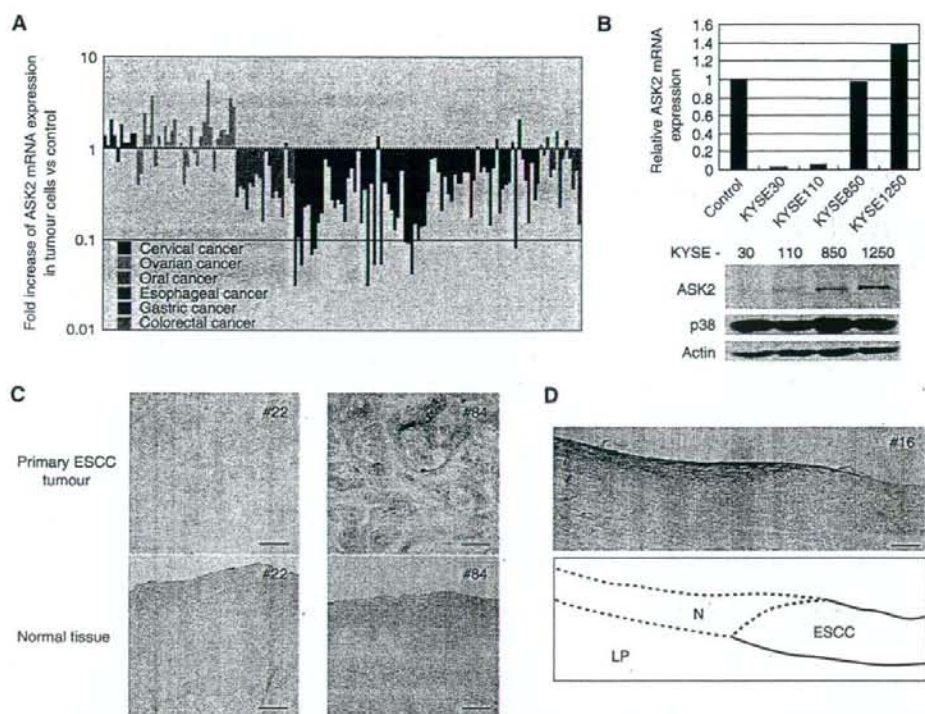 A
Fold increase of ASK2 mRNA expression
in tumour cells vs control
10
1
0.1
0.01
Cervical cancer
Ovarian cancer
Oral cancer
Esophageal cancer
Gastric cancer
Colorectal cancer
B
Relative ASK2 mRNA
expression
1.6
1.4
1.2
1
0.8
0.6
0.4
0.2
0
Control
KYSE30
KYSE110
KYSE850
KYSE1250
KYSE - 30 110 850 1250
ASK2
p38
Actin
C
Primary ESCC
tumour
#22
#84
Normal tissue
#22
#84
D
#16
N
ESCC
LP